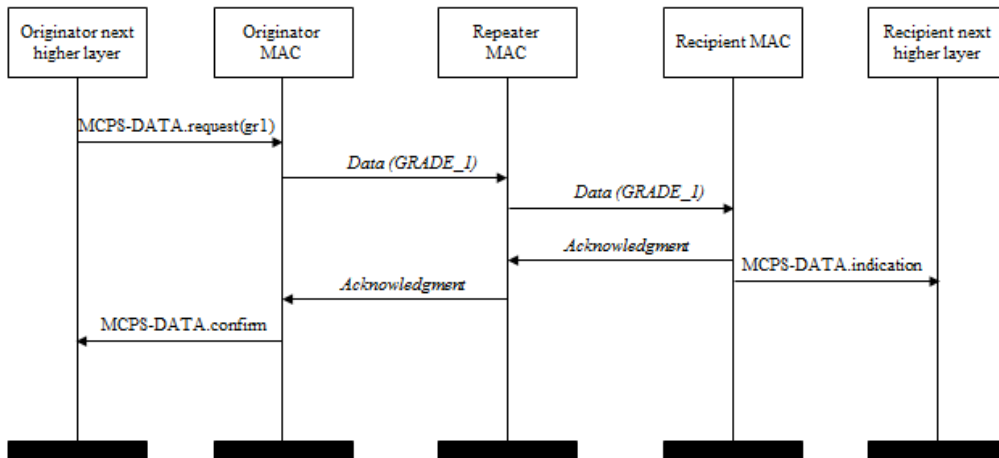 Originator next
higher layer
Originator
MAC
Repeater
MAC
Recipient MAC
Recipient next
higher layer
MCPS-DATA.request(gr1)
Data (GRADE_1)
Data (GRADE_1)
Acknowledgment
MCPS-DATA.indication
Acknowledgment
MCPS-DATA.confirm